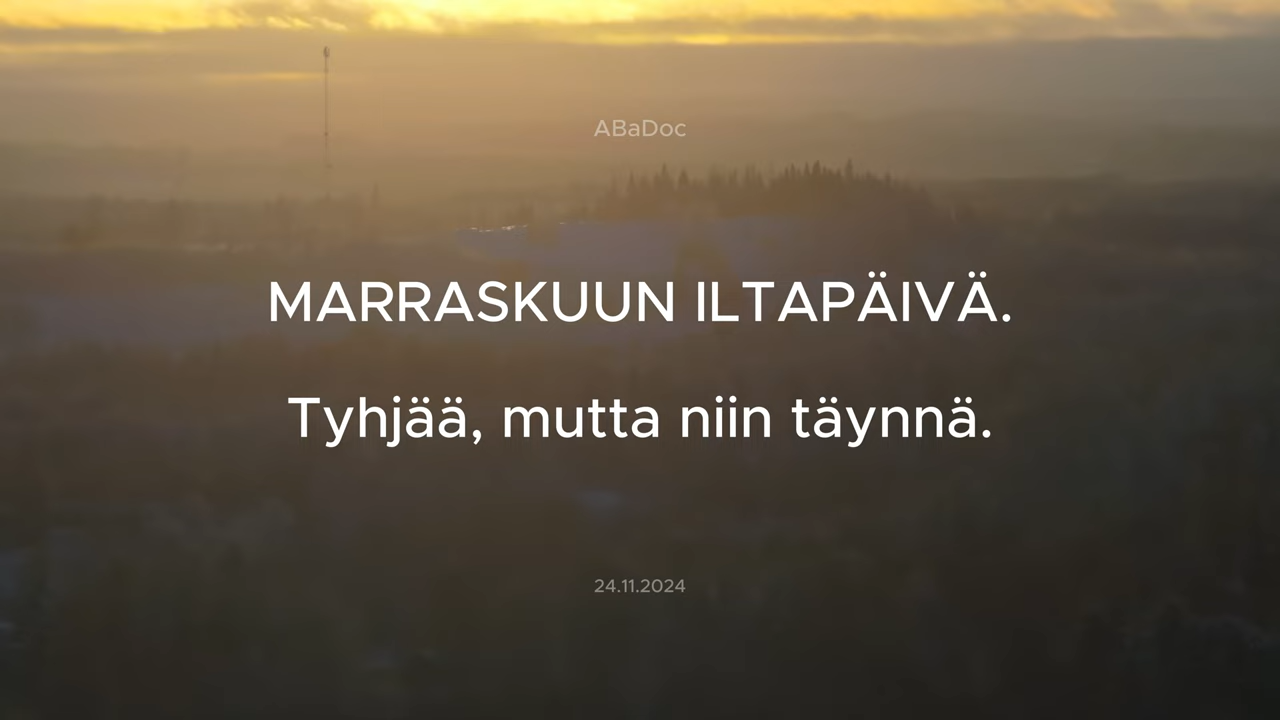 ABaDoc
MARRASKUUN ILTAPÄIVÄ.
Tyhjää, mutta niin täynnä.
24.11.2024